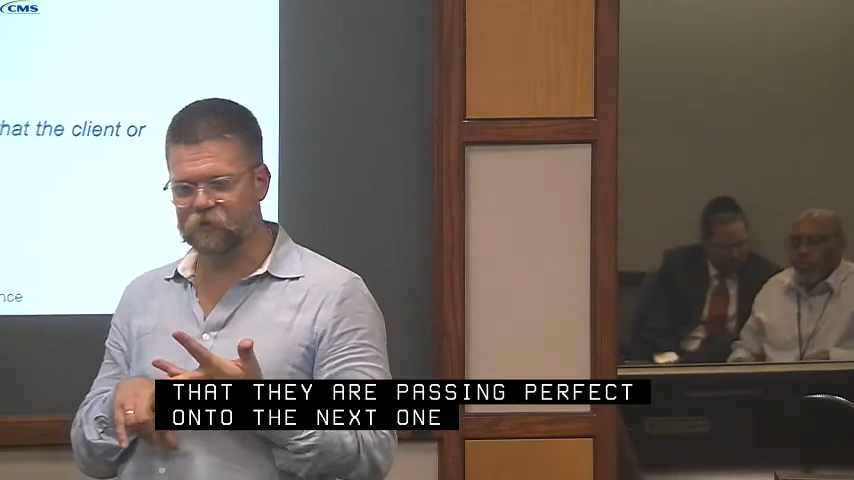 CMS
hat the client or
nce
THAT THEY ARE PASSING PERFECT
ONTO THE NEXT ONE